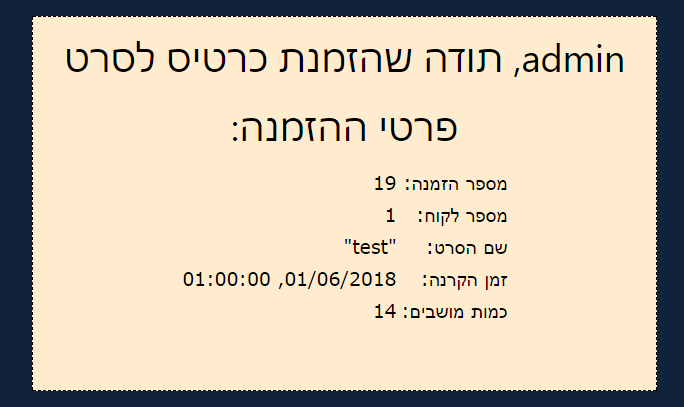 admin, תודה שהזמנת כרטיס לסרט
פרטי ההזמנה:
מספר הזמנה: 19
מספר לקוח: 1
שם הסרט: "test"
זמן הקרנה: 01/06/2018, 01:00:00
כמות מושבים: 14